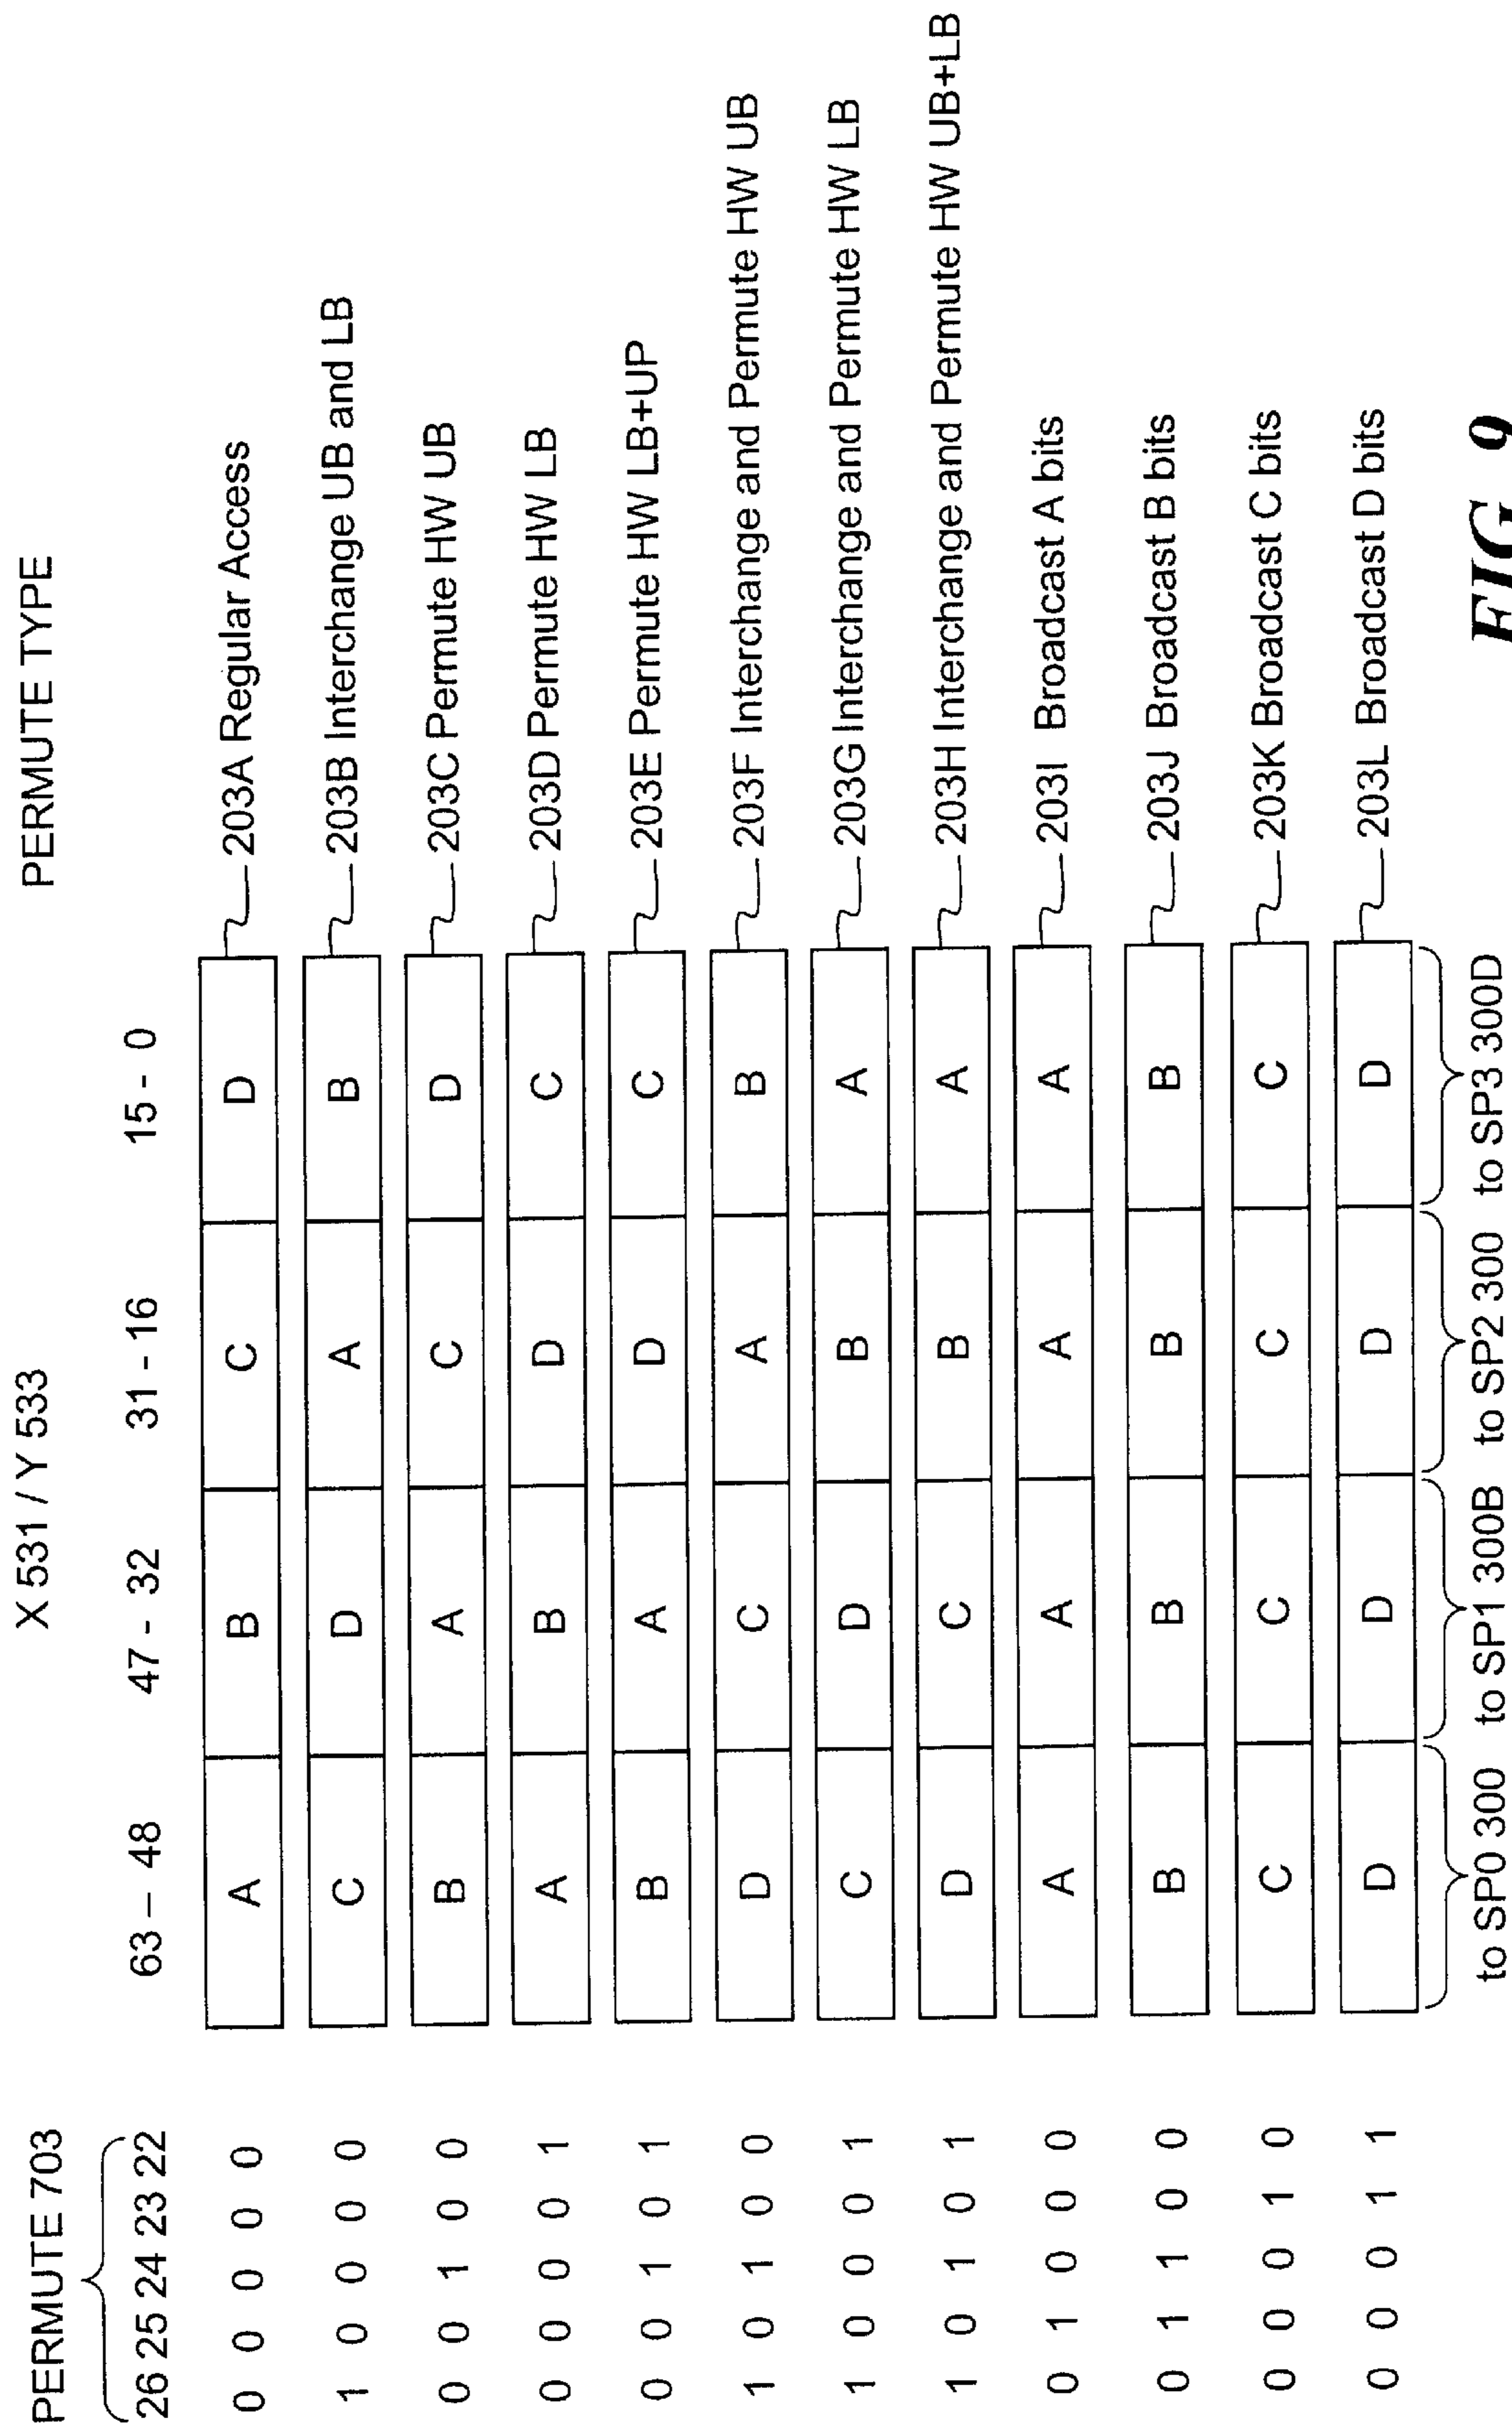 PERMUTE 703 X 531 / Y 533 PERMUTE TYPE
26 25 24 23 22 63 – 48 47 - 32 31 - 16 15 - 0
0 0 0 0 0 A B C D 203A Regular Access
1 0 0 0 0 C D A B 203B Interchange UB and LB
0 0 1 0 0 B A C D 203C Permute HW UB
0 0 0 0 1 A B D C 203D Permute HW LB
0 0 1 0 1 B A D C 203E Permute HW LB+UP
1 0 1 0 0 D C A B 203F Interchange and Permute HW UB
1 0 0 0 1 C D B A 203G Interchange and Permute HW LB
1 0 1 0 1 D C B A 203H Interchange and Permute HW UB+LB
0 1 0 0 0 A A A A 203I Broadcast A bits
0 1 1 0 0 B B B B 203J Broadcast B bits
0 0 0 1 0 C C C C 203K Broadcast C bits
0 0 0 1 1 D D D D 203L Broadcast D bits
to SP0 300 to SP1 300B to SP2 300 to SP3 300D
FIG. 9